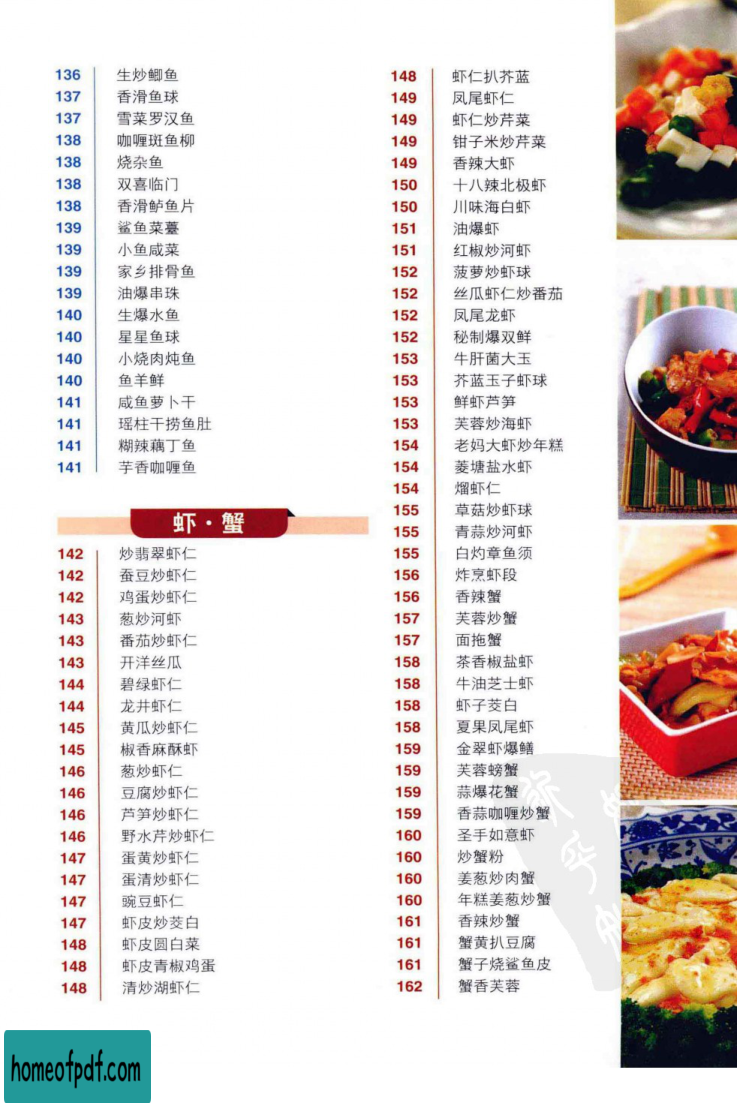 136 生炒鲫鱼
137 香滑鱼球
137 雪菜罗汉鱼
138 咖喱斑鱼柳
138 烧杂鱼
138 双喜临门
138 香滑鲈鱼片
139 鲨鱼菜薹
139 小鱼咸菜
139 家乡排骨鱼
139 油爆串珠
140 生爆水鱼
140 星星鱼球
140 小烧肉炖鱼
140 鱼羊鲜
141 咸鱼萝卜干
141 瑶柱干捞鱼肚
141 糊辣藕丁鱼
141 芋香咖喱鱼
虾·蟹
142 炒翡翠虾仁
142 蚕豆炒虾仁
142 鸡蛋炒虾仁
143 葱炒河虾
143 番茄炒虾仁
143 开洋丝瓜
144 碧绿虾仁
144 龙井虾仁
145 黄瓜炒虾仁
145 椒香麻酥虾
146 葱炒虾仁
146 豆腐炒虾仁
146 芦笋炒虾仁
146 野水芹炒虾仁
147 蛋黄炒虾仁
147 蛋清炒虾仁
147 豌豆虾仁
147 虾皮炒茭白
148 虾皮圆白菜
148 虾皮青椒鸡蛋
148 清炒湖虾仁
148 虾仁扒芥蓝
149 凤尾虾仁
149 虾仁炒芹菜
149 钳子米炒芹菜
149 香辣大虾
150 十八辣北极虾
150 川味海白虾
151 油爆虾
151 红椒炒河虾
152 菠萝炒虾球
152 丝瓜虾仁炒番茄
152 凤尾龙虾
152 秘制爆双鲜
153 牛肝菌大玉
153 芥蓝玉子虾球
153 鲜虾芦笋
153 芙蓉炒海虾
154 老妈大虾炒年糕
154 菱塘盐水虾
154 熘虾仁
155 草菇炒虾球
155 青蒜炒河虾
155 白灼章鱼须
156 炸烹虾段
156 香辣蟹
157 芙蓉炒蟹
157 面拖蟹
158 茶香椒盐虾
158 牛油芝士虾
158 虾子茭白
158 夏果凤尾虾
159 金翠虾爆鳝
159 芙蓉螃蟹
159 蒜爆花蟹
159 香蒜咖喱炒蟹
160 圣手如意虾
160 炒蟹粉
160 姜葱炒肉蟹
160 年糕姜葱炒蟹
161 香辣炒蟹
161 蟹黄扒豆腐
161 蟹子烧鲨鱼皮
162 蟹香芙蓉
homeofpdf.com